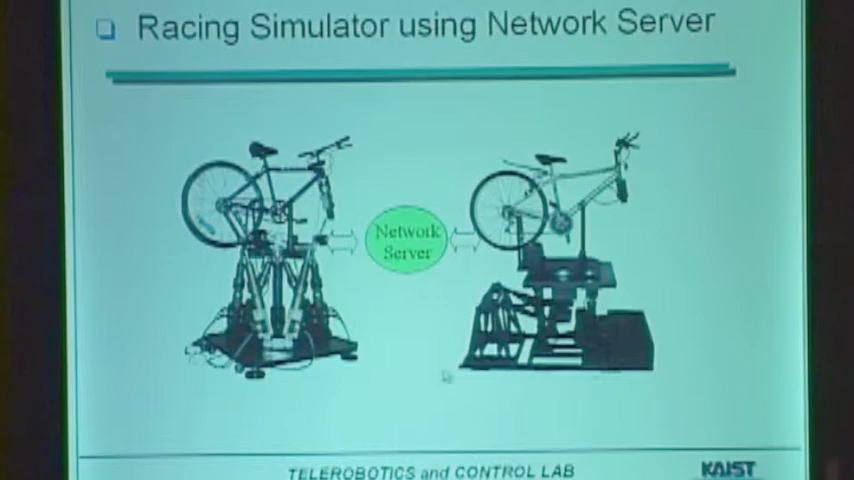 Racing Simulator using Network Server
Network
Server
TELEROBOTICS and CONTROL LAB
KAIST